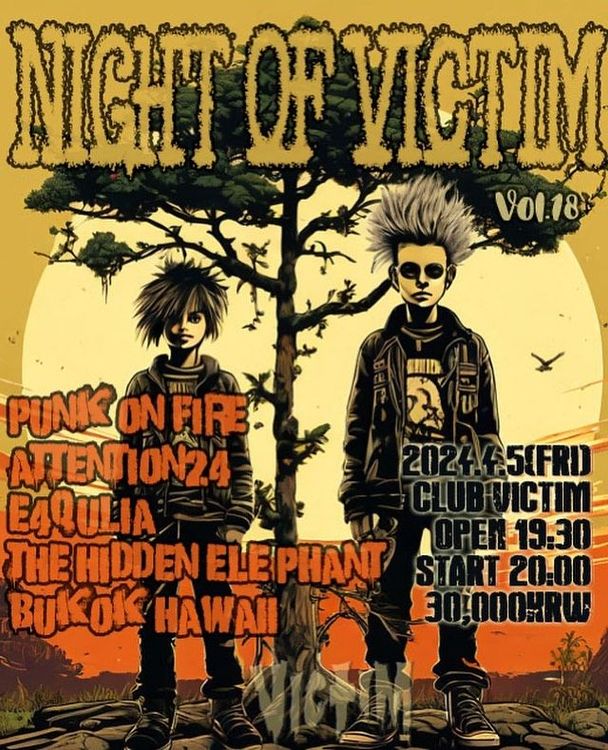 NIGHT OF VICTIM
Vol.18
PUNK ON FIRE
ATTENTION24
E4QULIA
THE HIDDEN ELEPHANT
BUKOK HAWAII
2024.4.5(FRI)
CLUB VICTIM
OPEN 19:30
START 20:00
30,000KRW
VICTIM